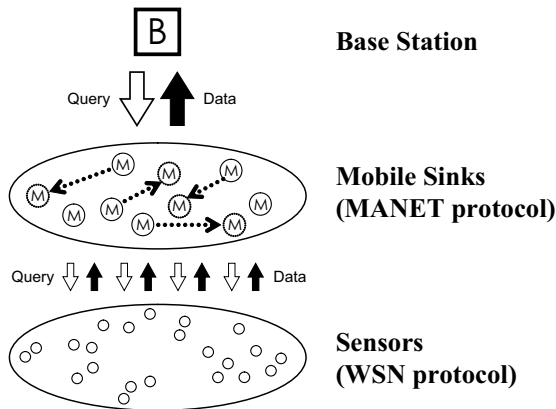 B
Base Station
Query
Data
M M M
M M M M M
M M
Mobile Sinks
(MANET protocol)
Query
Data
Sensors
(WSN protocol)